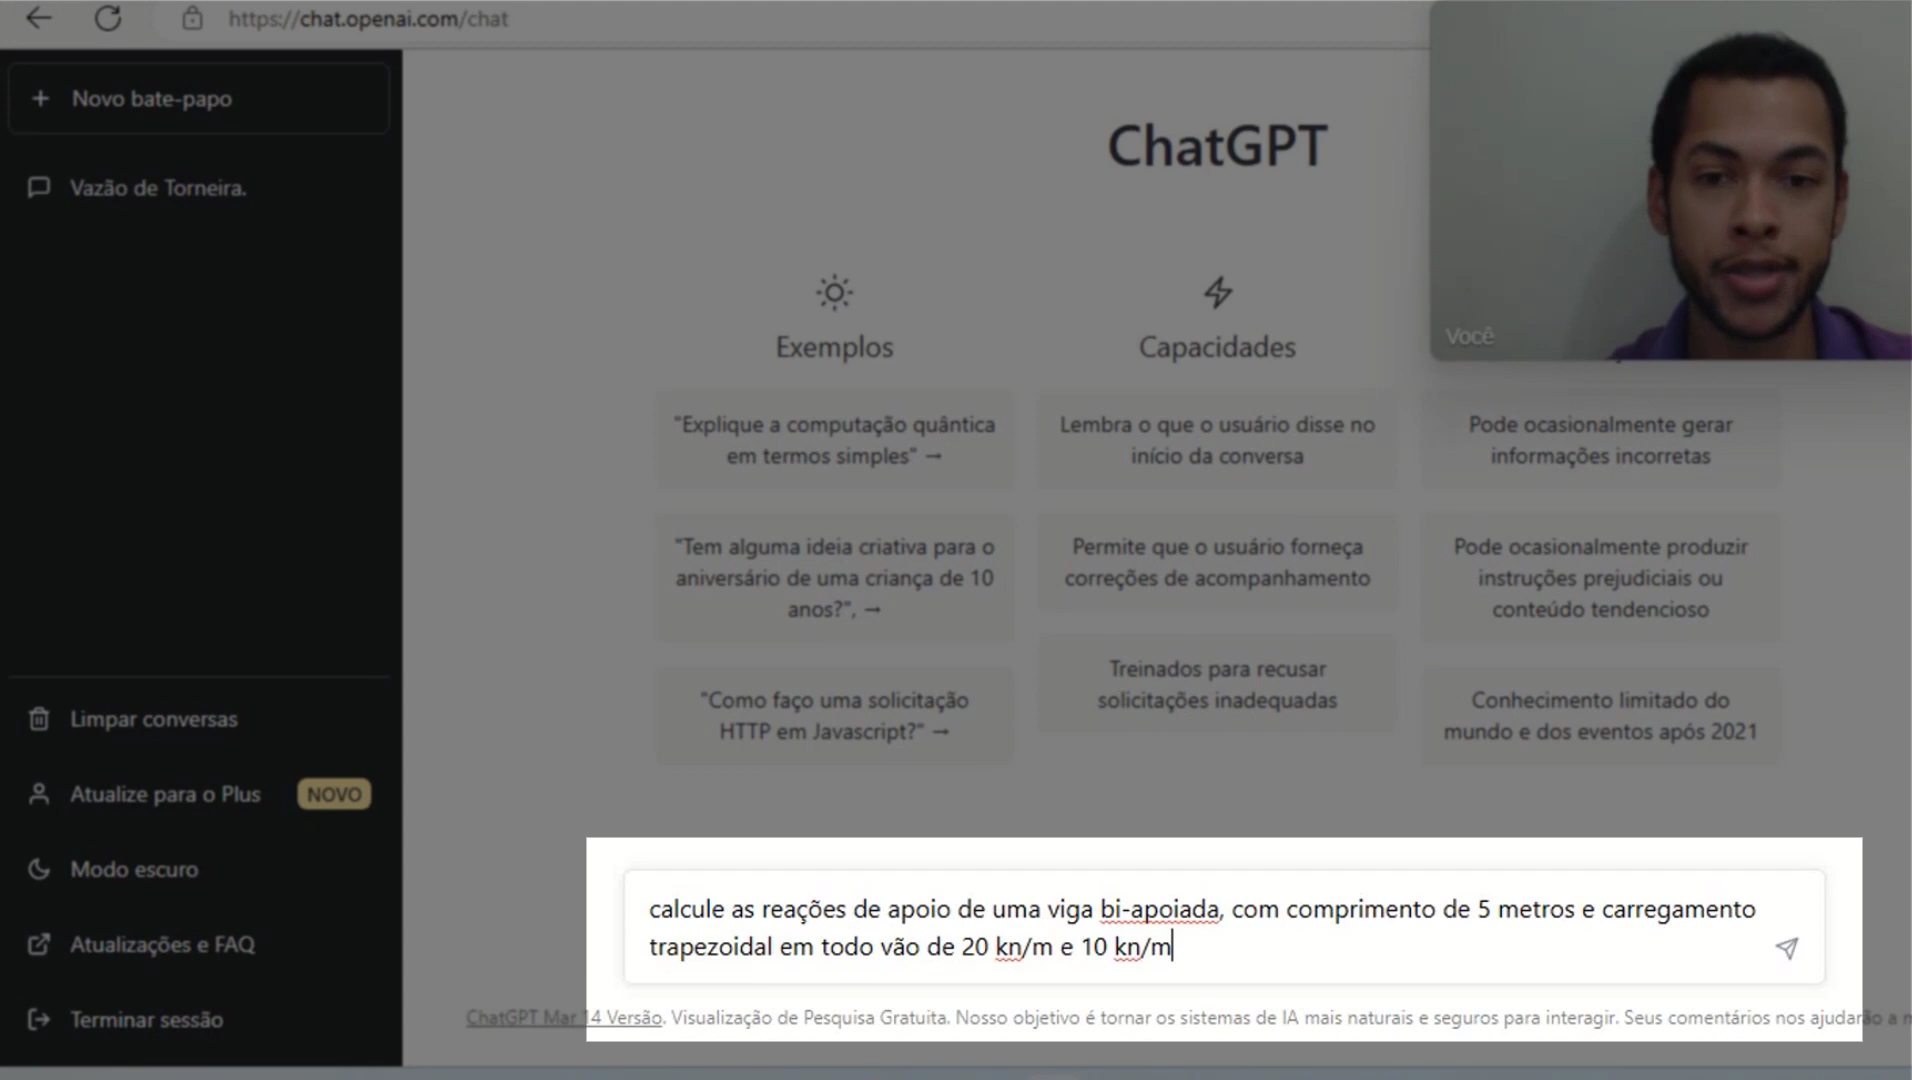 https://chat.openai.com/chat
Novo bate-papo
Vazão de Torneira.
Limpar conversas
Atualize para o Plus
NOVO
Modo escuro
Atualizações e FAQ
Terminar sessão
ChatGPT
Exemplos
"Explique a computação quântica
em termos simples" →
"Tem alguma ideia criativa para o
aniversário de uma criança de 10
anos?", →
"Como faço uma solicitação
HTTP em Javascript?" →
Capacidades
Lembra o que o usuário disse no
início da conversa
Permite que o usuário forneça
correções de acompanhamento
Treinados para recusar
solicitações inadequadas
Você
Pode ocasionalmente gerar
informações incorretas
Pode ocasionalmente produzir
instruções prejudiciais ou
conteúdo tendencioso
Conhecimento limitado do
mundo e dos eventos após 2021
calcule as reações de apoio de uma viga bi-apoiada, com comprimento de 5 metros e carregamento
trapezoidal em todo vão de 20 kn/m e 10 kn/m
ChatGPT Mar 14 Versão. Visualização de Pesquisa Gratuita. Nosso objetivo é tornar os sistemas de IA mais naturais e seguros para interagir. Seus comentários nos ajudarão a